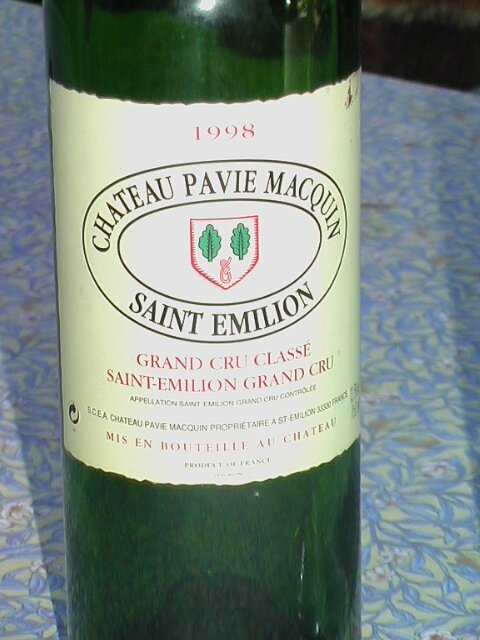 1998
CHATEAU PAVIE MACQUIN
SAINT EMILION
GRAND CRU CLASSÉ
SAINT-EMILION GRAND CRU
APPELLATION SAINT EMILION GRAND CRU CONTRÔLÉE
S.C.E.A. CHATEAU PAVIE MACQUIN PROPRIÉTAIRE A ST-EMILION 33330 FRANCE
MIS EN BOUTEILLE AU CHATEAU
PRODUCE OF FRANCE